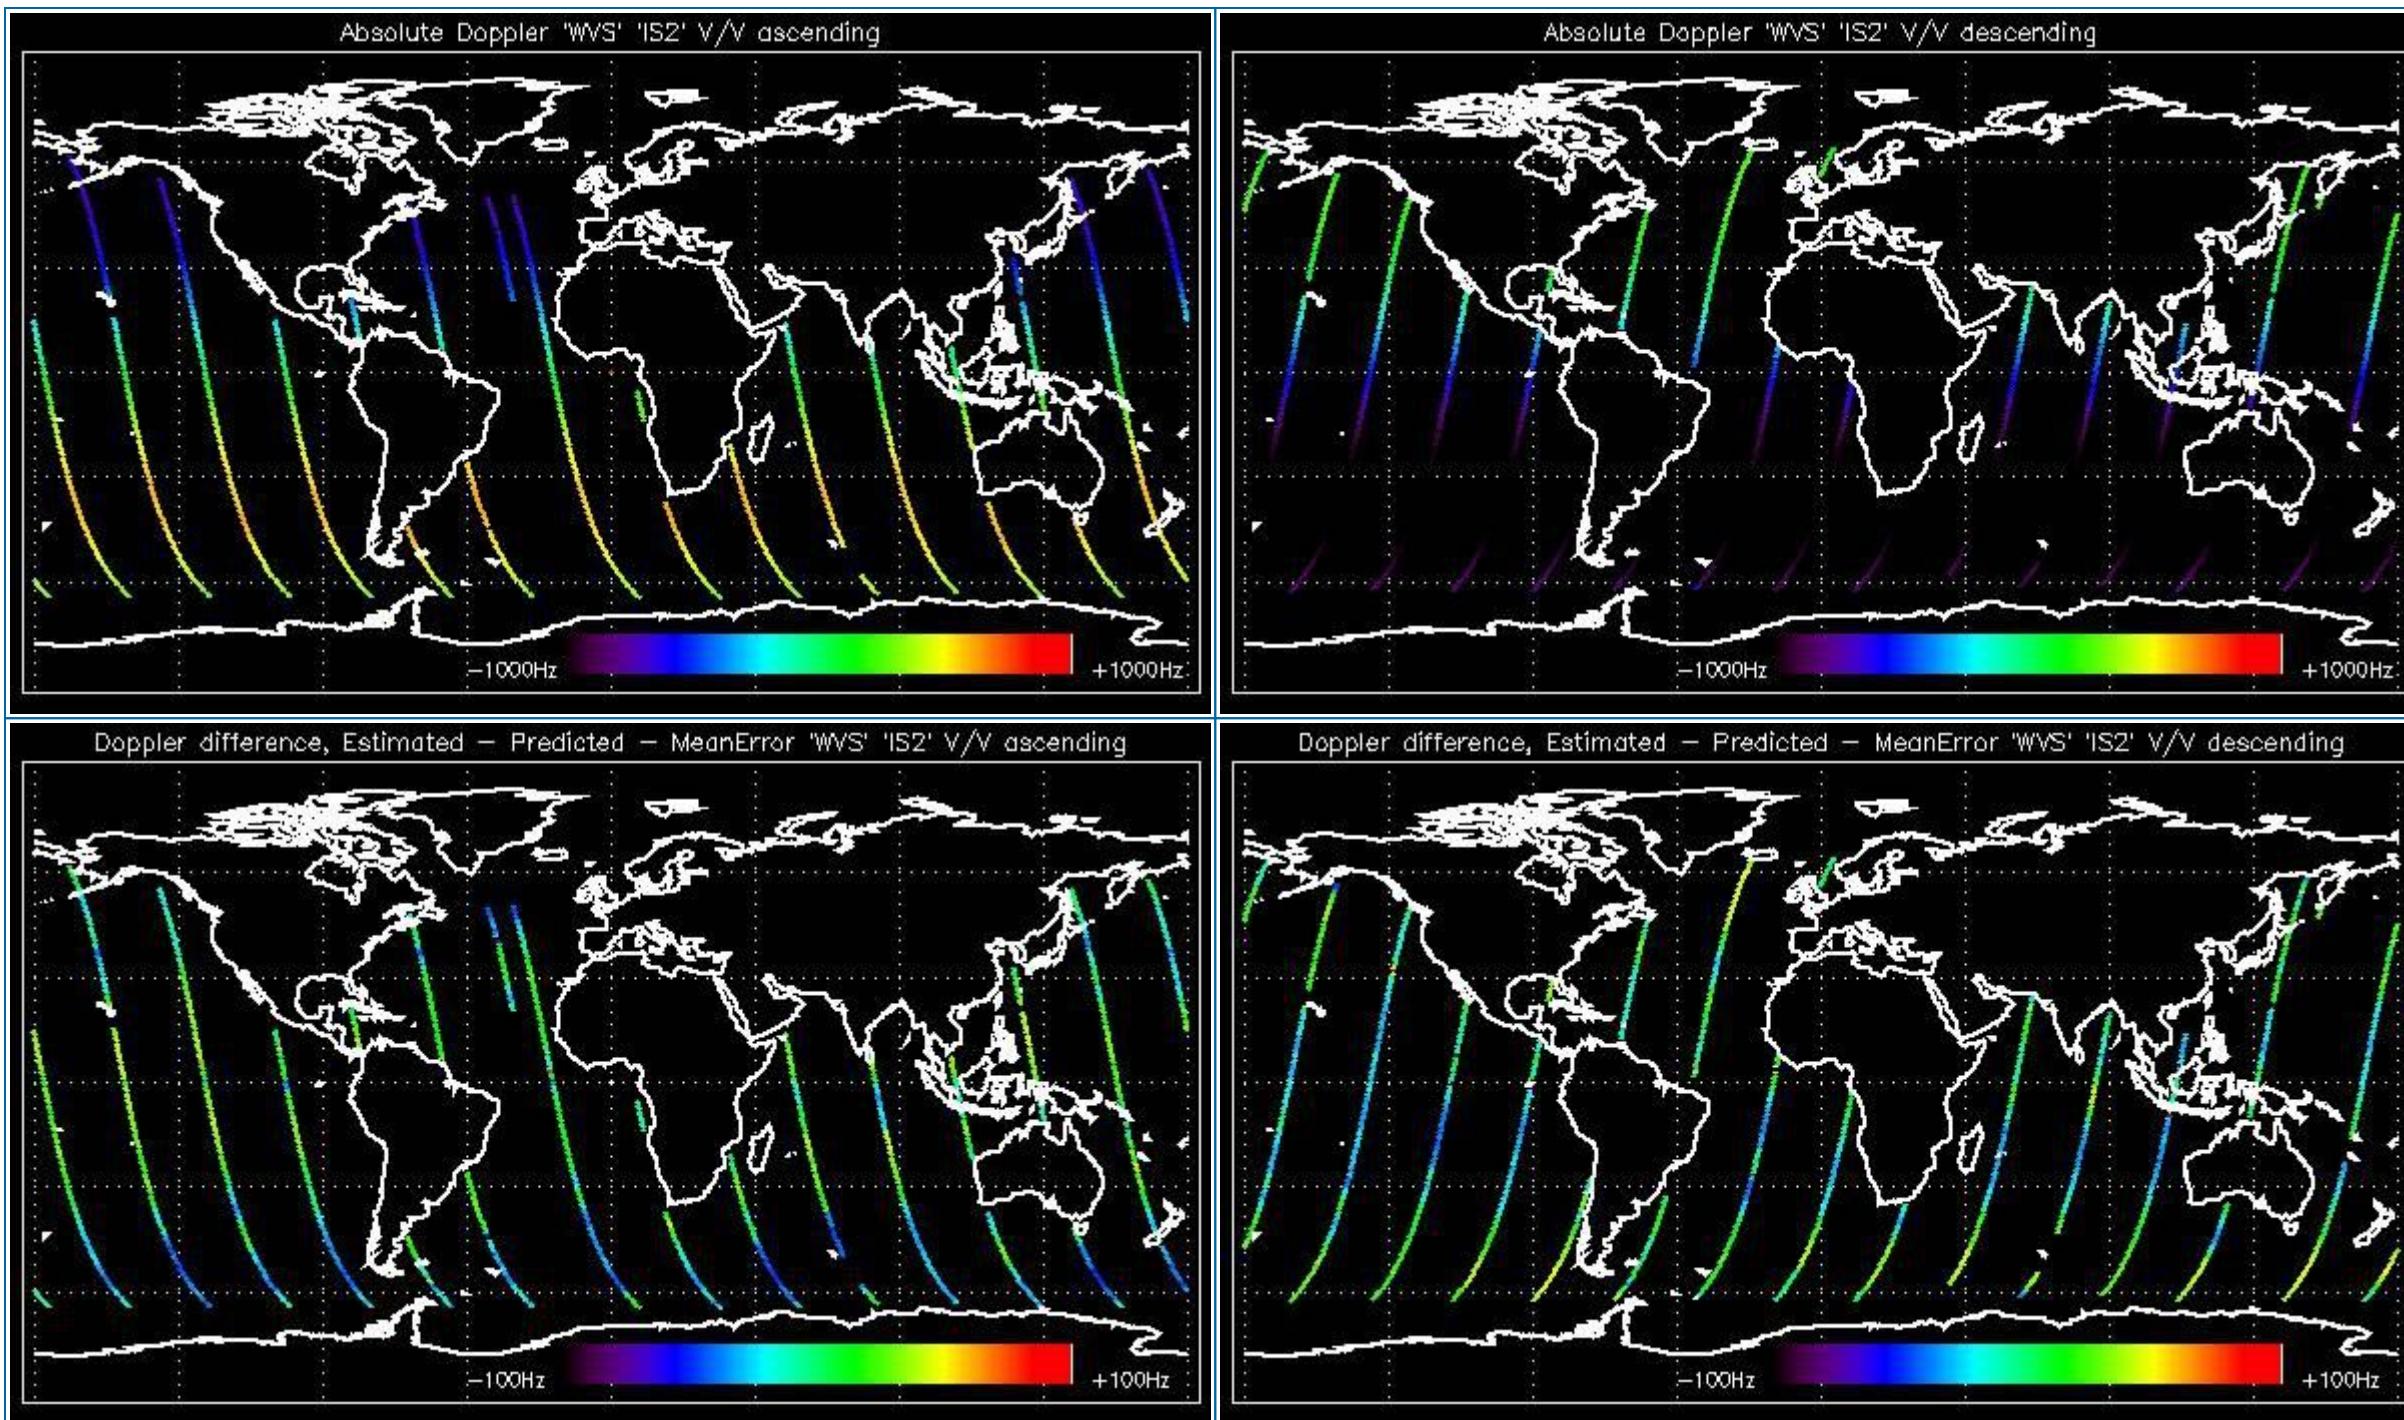 Absolute Doppler 'WVS' 'IS2' V/V ascending
-1000Hz
+1000Hz
Absolute Doppler 'WVS' 'IS2' V/V descending
-1000Hz
+1000Hz
Doppler difference, Estimated - Predicted - MeanError 'WVS' 'IS2' V/V ascending
-100Hz
+100Hz
Doppler difference, Estimated - Predicted - MeanError 'WVS' 'IS2' V/V descending
-100Hz
+100Hz